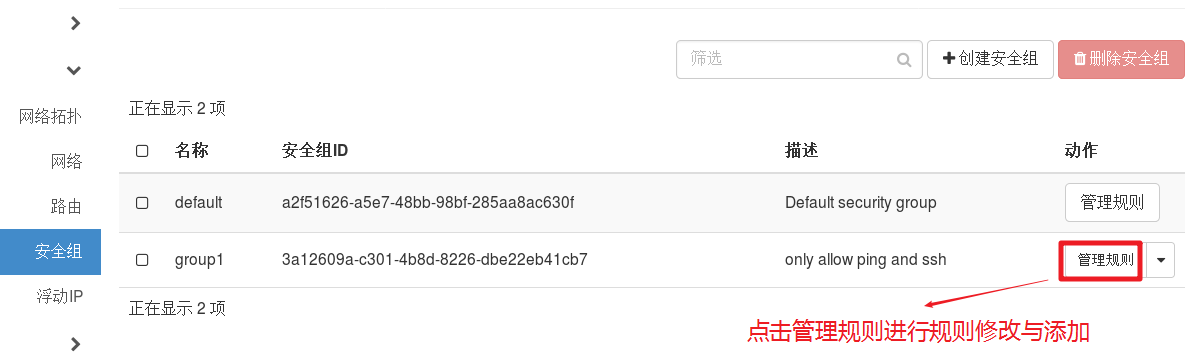 筛选
创建安全组
删除安全组
正在显示 2 项
网络拓扑
网络
路由
安全组
浮动IP
名称 安全组ID 描述 动作
default a2f51626-a5e7-48bb-98bf-285aa8ac630f Default security group 管理规则
group1 3a12609a-c301-4b8d-8226-dbe22eb41cb7 only allow ping and ssh 管理规则
正在显示 2 项
点击管理规则进行规则修改与添加